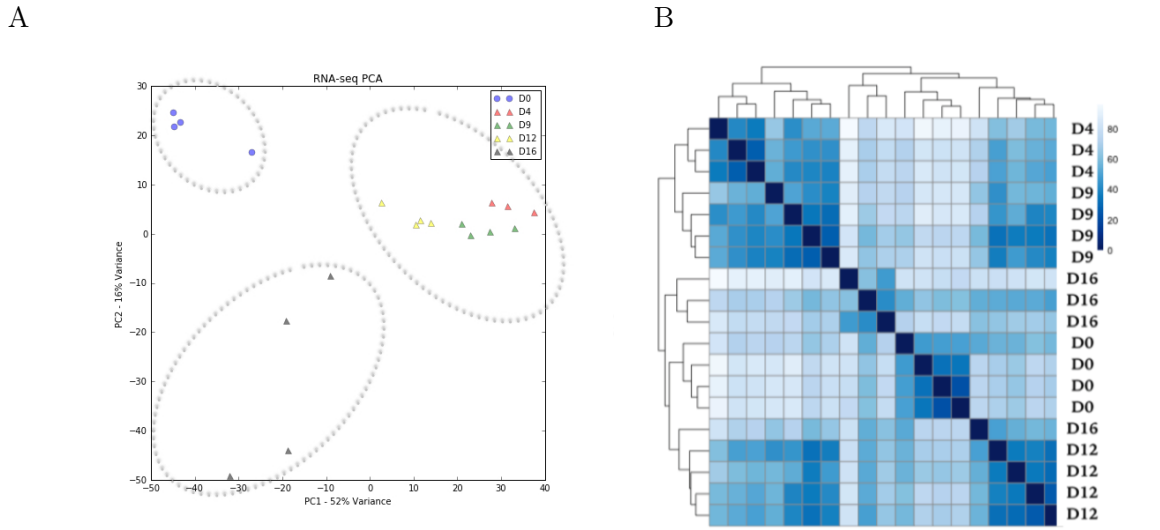 A
B
RNA-seq PCA
30
20
10
0
−10
−20
−30
−40
−50
PC2 - 16% Variance
−50
−40
−30
−20
−10
0
10
20
30
40
PC1 - 52% Variance
D0
D4
D9
D12
D16
D4
D4
D4
D9
D9
D9
D9
D16
D16
D16
D0
D0
D0
D0
D16
D12
D12
D12
D12
80
60
40
20
0